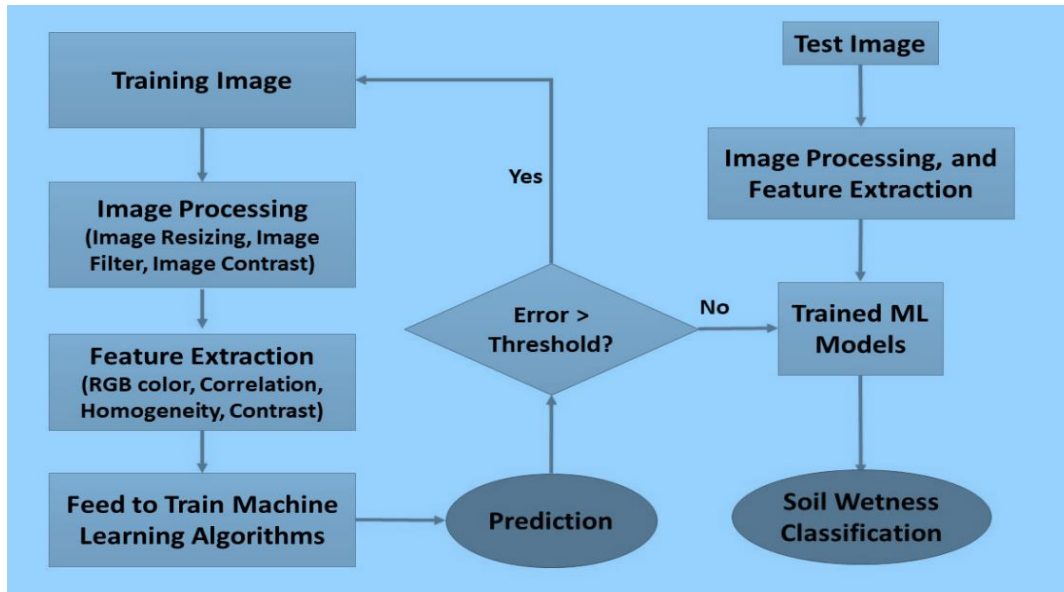 Training Image
Image Processing
(Image Resizing, Image
Filter, Image Contrast)
Feature Extraction
(RGB color, Correlation,
Homogeneity, Contrast)
Feed to Train Machine
Learning Algorithms
Prediction
Error >
Threshold?
Yes
No
Test Image
Image Processing, and
Feature Extraction
Trained ML
Models
Soil Wetness
Classification